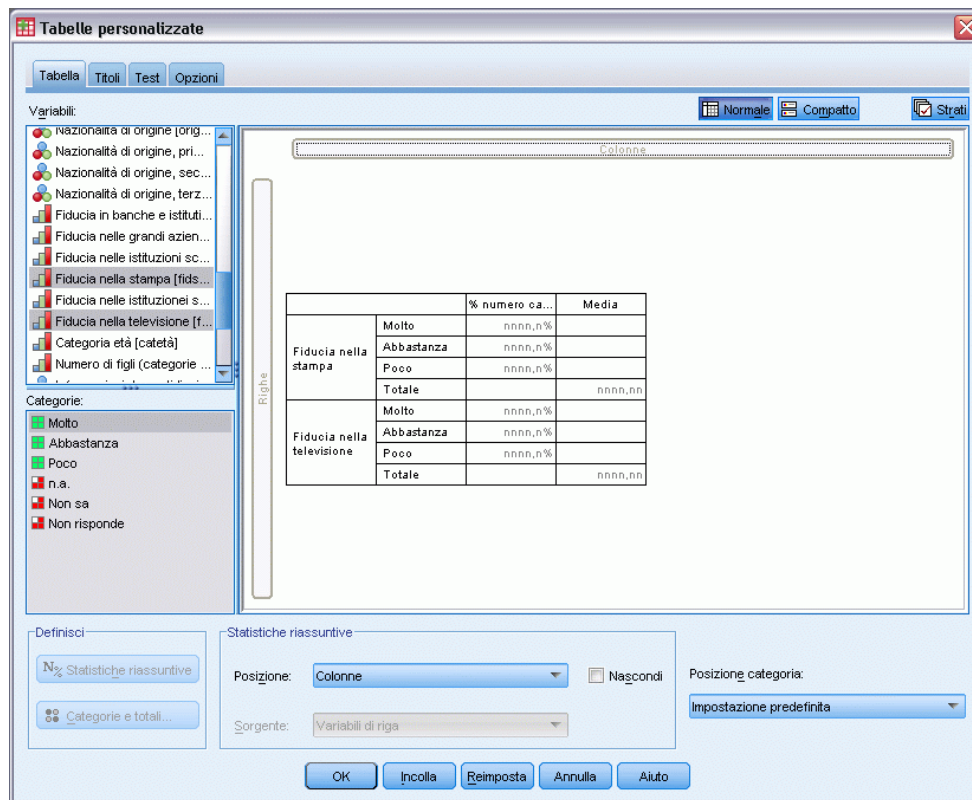 Tabelle personalizzate
Tabella Titoli Test Opzioni
Variabili:
Normale Compatto Strati
Nazionalità di origine [orig...
Nazionalità di origine, pri...
Nazionalità di origine, sec...
Nazionalità di origine, terz...
Fiducia in banche e istituti...
Fiducia nelle grandi azien...
Fiducia nelle istituzioni sc...
Fiducia nella stampa [fids...
Fiducia nelle istituzionei s...
Fiducia nella televisione [f...
Categoria età [catetà]
Numero di figli (categorie ...
Categorie:
Molto
Abbastanza
Poco
n.a.
Non sa
Non risponde
Colonne
Righe
% numero ca... Media
Fiducia nella stampa
Molto nnnn,n%
Abbastanza nnnn,n%
Poco nnnn,n%
Totale nnnn,nn
Fiducia nella televisione
Molto nnnn,n%
Abbastanza nnnn,n%
Poco nnnn,n%
Totale nnnn,nn
Definisci
N% Statistiche riassuntive
Categorie e totali...
Statistiche riassuntive
Posizione: Colonne Nascondi
Sorgente: Variabili di riga
Posizione categoria:
Impostazione predefinita
OK Incolla Reimposta Annulla Aiuto